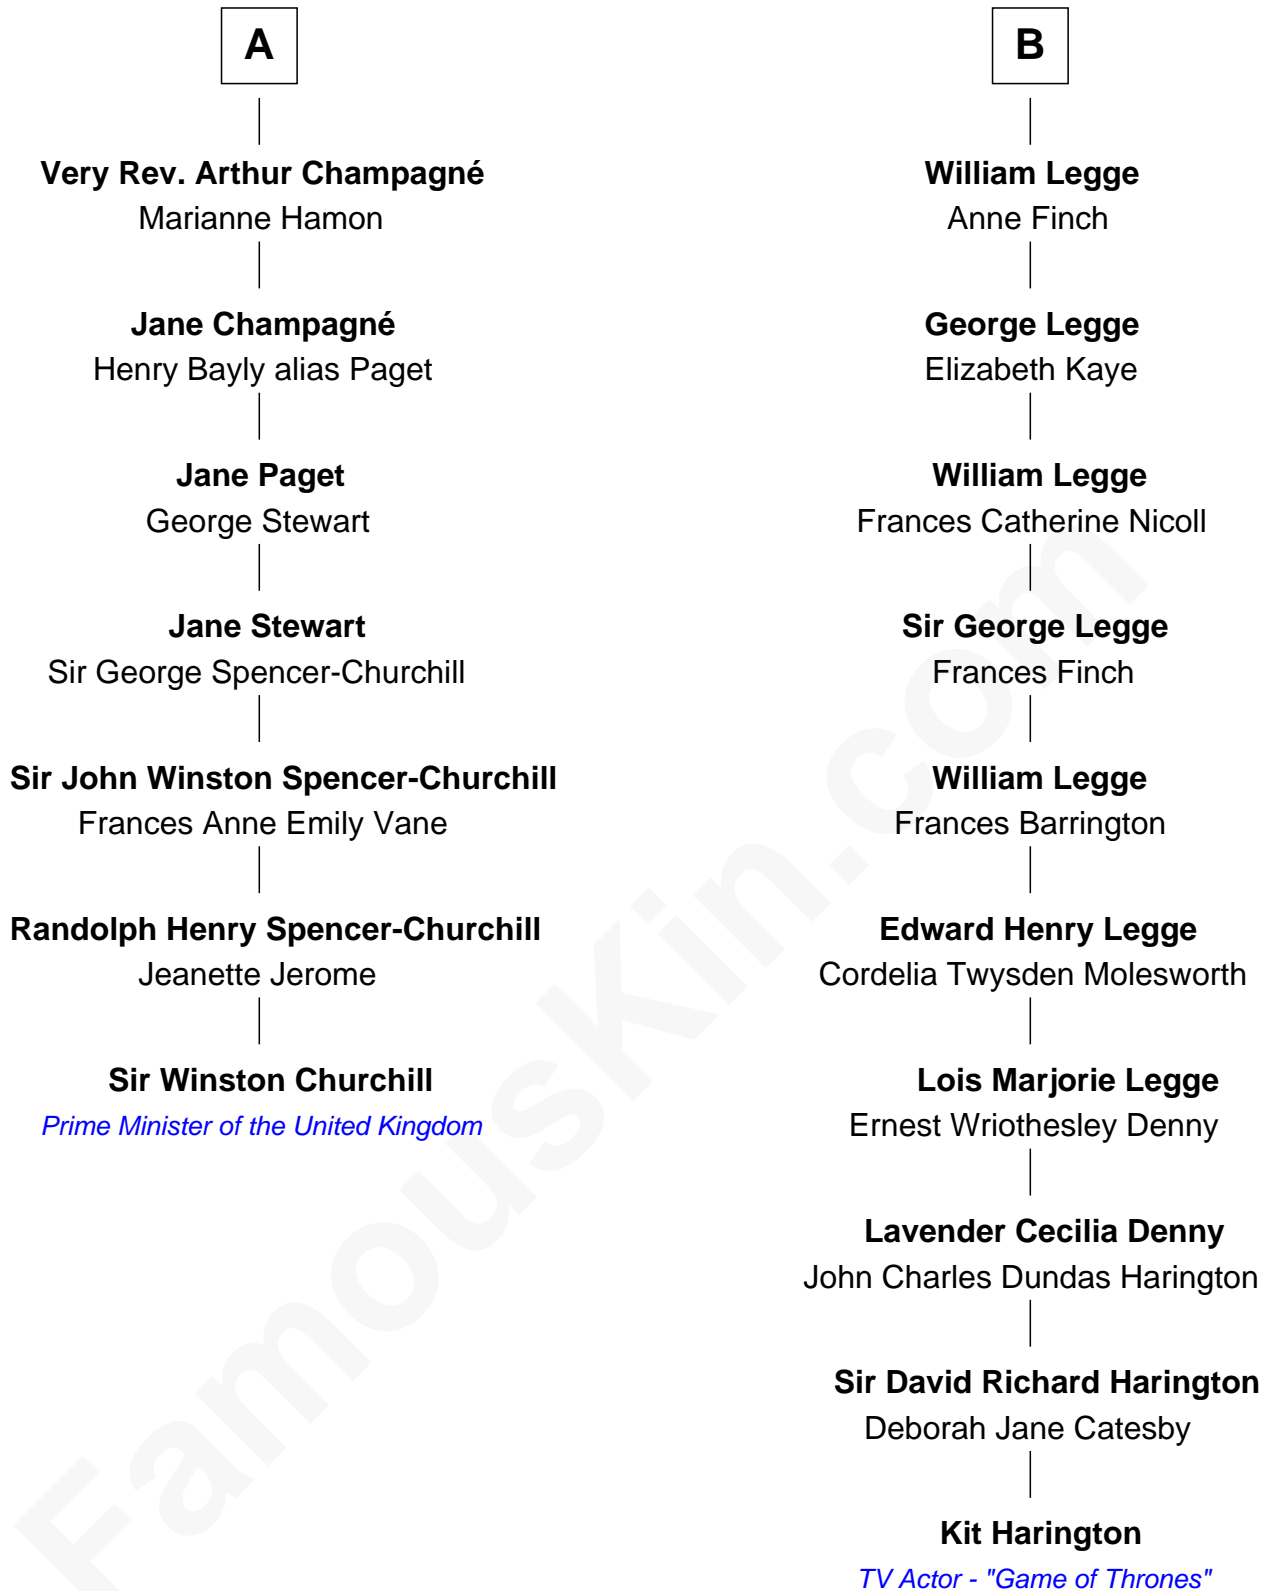 A
Very Rev. Arthur Champagné
Marianne Hamon
Jane Champagné
Henry Bayly alias Paget
Jane Paget
George Stewart
Jane Stewart
Sir George Spencer-Churchill
Sir John Winston Spencer-Churchill
Frances Anne Emily Vane
Randolph Henry Spencer-Churchill
Jeanette Jerome
Sir Winston Churchill
Prime Minister of the United Kingdom
B
William Legge
Anne Finch
George Legge
Elizabeth Kaye
William Legge
Frances Catherine Nicoll
Sir George Legge
Frances Finch
William Legge
Frances Barrington
Edward Henry Legge
Cordelia Twysden Molesworth
Lois Marjorie Legge
Ernest Wriothesley Denny
Lavender Cecilia Denny
John Charles Dundas Harington
Sir David Richard Harington
Deborah Jane Catesby
Kit Harington
TV Actor - "Game of Thrones"
FamousKin.com